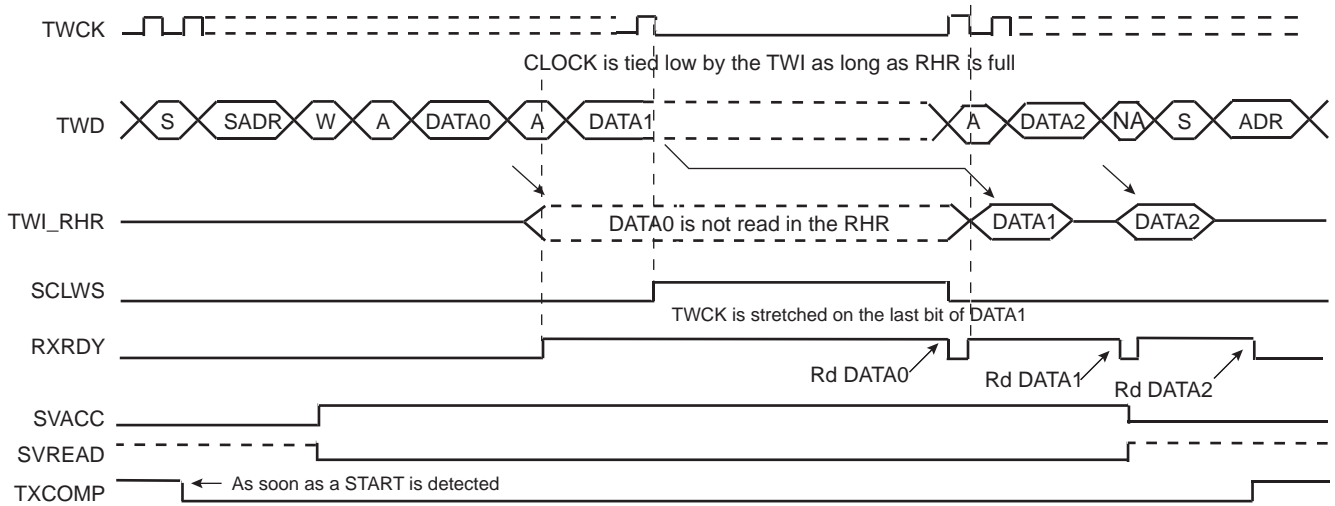 TWCK
CLOCK is tied low by the TWI as long as RHR is full
TWD S SADR W A DATA0 A DATA1 A DATA2 NA S ADR
TWI_RHR DATA0 is not read in the RHR DATA1 DATA2
SCLWS
TWCK is stretched on the last bit of DATA1
RXRDY
Rd DATA0 Rd DATA1 Rd DATA2
SVACC
SVREAD
TXCOMP As soon as a START is detected